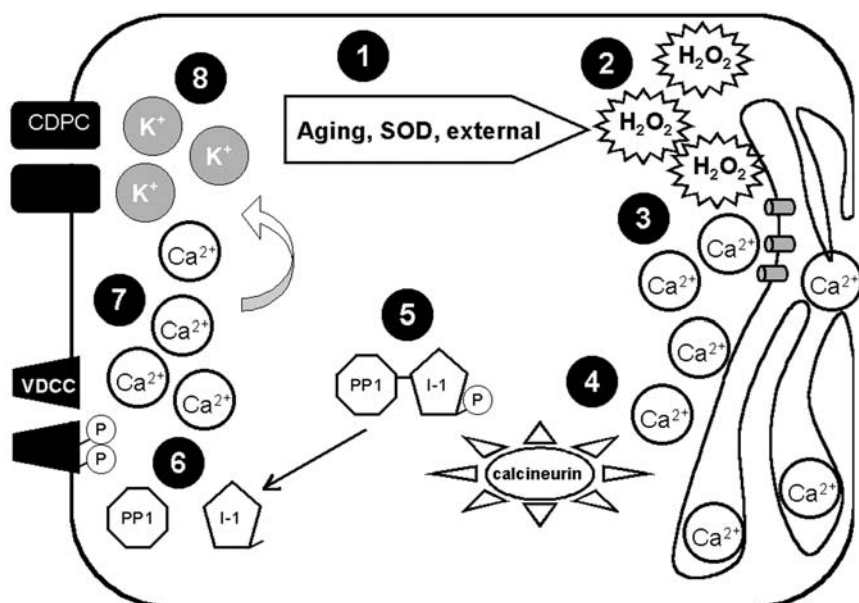 1
Aging, SOD, external
2
H₂O₂
H₂O₂
H₂O₂
8
CDPC
K⁺
K⁺
K⁺
3
Ca²⁺
Ca²⁺
Ca²⁺
Ca²⁺
Ca²⁺
Ca²⁺
Ca²⁺
7
Ca²⁺
Ca²⁺
Ca²⁺
Ca²⁺
VDCC
P
P
5
PP1
I-1
P
4
calcineurin
6
PP1
I-1